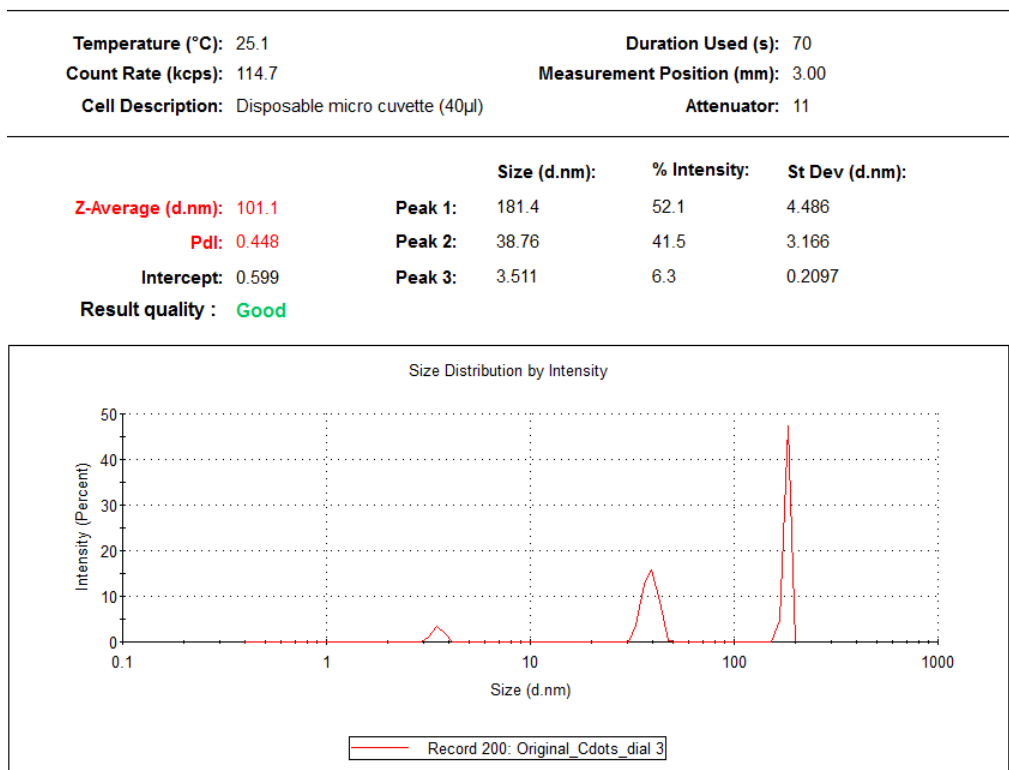 Temperature (°C): 25.1 Duration Used (s): 70
Count Rate (kcps): 114.7 Measurement Position (mm): 3.00
Cell Description: Disposable micro cuvette (40µl) Attenuator: 11
Size (d.nm): % Intensity: St Dev (d.nm):
Z-Average (d.nm): 101.1 Peak 1: 181.4 52.1 4.486
PdI: 0.448 Peak 2: 38.76 41.5 3.166
Intercept: 0.599 Peak 3: 3.511 6.3 0.2097
Result quality : Good
Size Distribution by Intensity
Intensity (Percent)
50
40
30
20
10
0
0.1 1 10 100 1000
Size (d.nm)
Record 200: Original_Cdots_dial 3